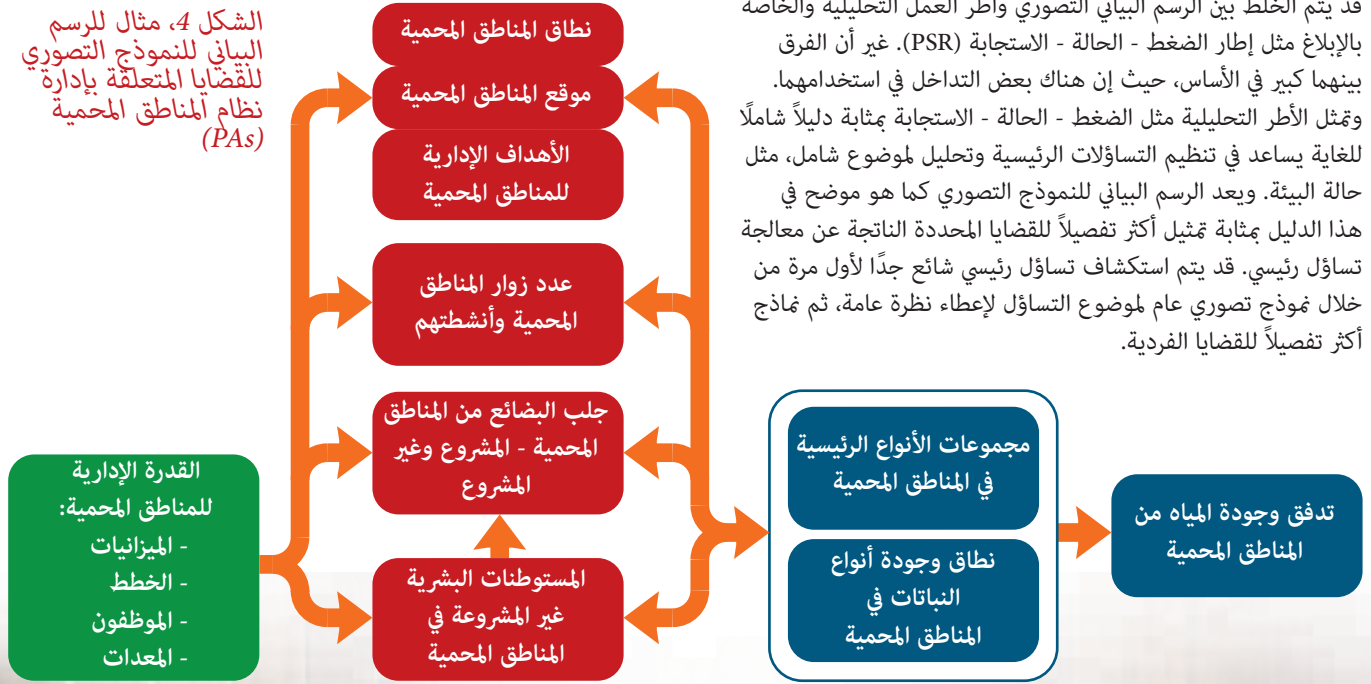 قد يتم الخلط بين الرسم البياني التصوري وأطر العمل التحليلية والخاصة
بالإبلاغ مثل إطار الضغط - الحالة - الاستجابة (PSR). غير أن الفرق
بينهما كبير في الأساس، حيث إن هناك بعض التداخل في استخدامهما.
وتمثل الأطر التحليلية مثل الضغط - الحالة - الاستجابة بمثابة دليلاً شاملًا
للغاية يساعد في تنظيم التساؤلات الرئيسية وتحليل لموضوع شامل، مثل
حالة البيئة. ويعد الرسم البياني للنموذج التصوري كما هو موضح في
هذا الدليل بمثابة تمثيل أكثر تفصيلاً للقضايا المحددة الناتجة عن معالجة
تساؤل رئيسي. قد يتم استكشاف تساؤل رئيسي شائع جدًا لأول مرة من
خلال نموذج تصوري عام لموضوع التساؤل لإعطاء نظرة عامة، ثم نماذج
أكثر تفصيلاً للقضايا الفردية.
الشكل 4، مثال للرسم
البياني للنموذج التصوري
للقضايا المتعلقة بإدارة
نظام المناطق المحمية
(PAs)
نطاق المناطق المحمية
موقع المناطق المحمية
الأهداف الإدارية
للمناطق المحمية
عدد زوار المناطق
المحمية وأنشطتهم
جلب البضائع من المناطق
المحمية - المشروع وغير
المشروع
المستوطنات البشرية
غير المشروعة في
المناطق المحمية
القدرة الإدارية
للمناطق المحمية:
- الميزانيات
- الخطط
- الموظفون
- المعدات
مجموعات الأنواع الرئيسية
في المناطق المحمية
نطاق وجودة أنواع
النباتات في
المناطق المحمية
تدفق وجودة المياه من
المناطق المحمية